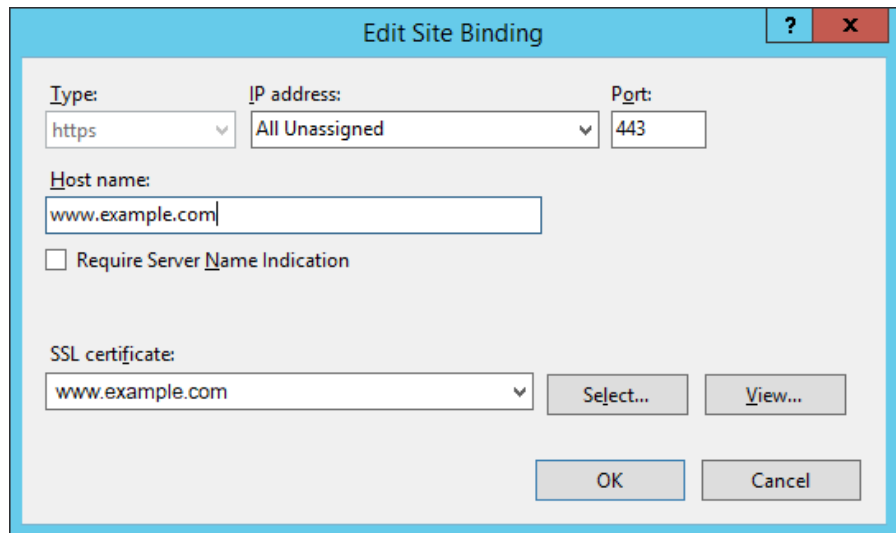 Edit Site Binding
? x
Type: IP address: Port:
https All Unassigned 443
Host name:
www.example.com
Require Server Name Indication
SSL certificate:
www.example.com Select... View...
OK Cancel